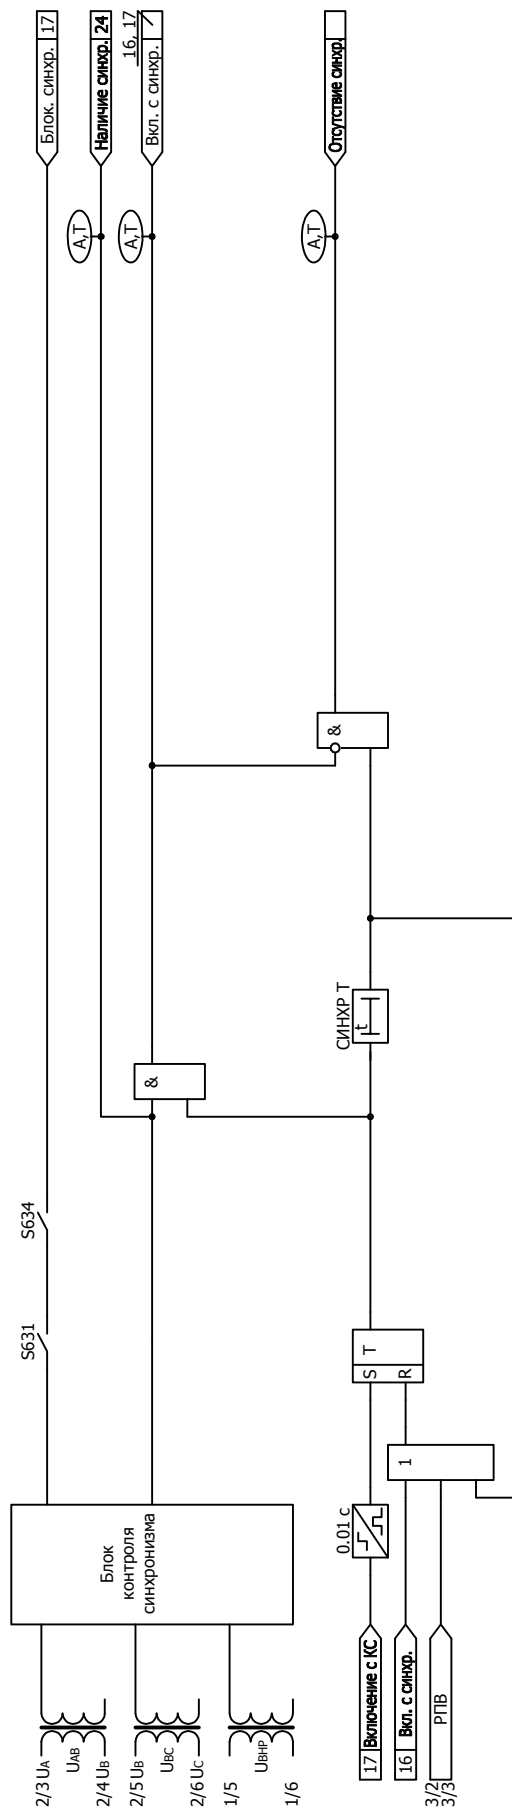 Блок. синхр. 17
Наличие синхр. 24
Вкл. с синхр.
16, 17
Отсутствие синхр.
А,Т
А,Т
А,Т
&
СИНХР Т
t
&
S634
S631
S T
R
1
0.01 с
Блок
контроля
синхронизма
2/3 UA
UAB
2/4 UB
2/5 UB
UBC
2/6 UC
1/5
UВНР
1/6
17 Включение с КС
16 Вкл. с синхр.
РПВ
3/2
3/3